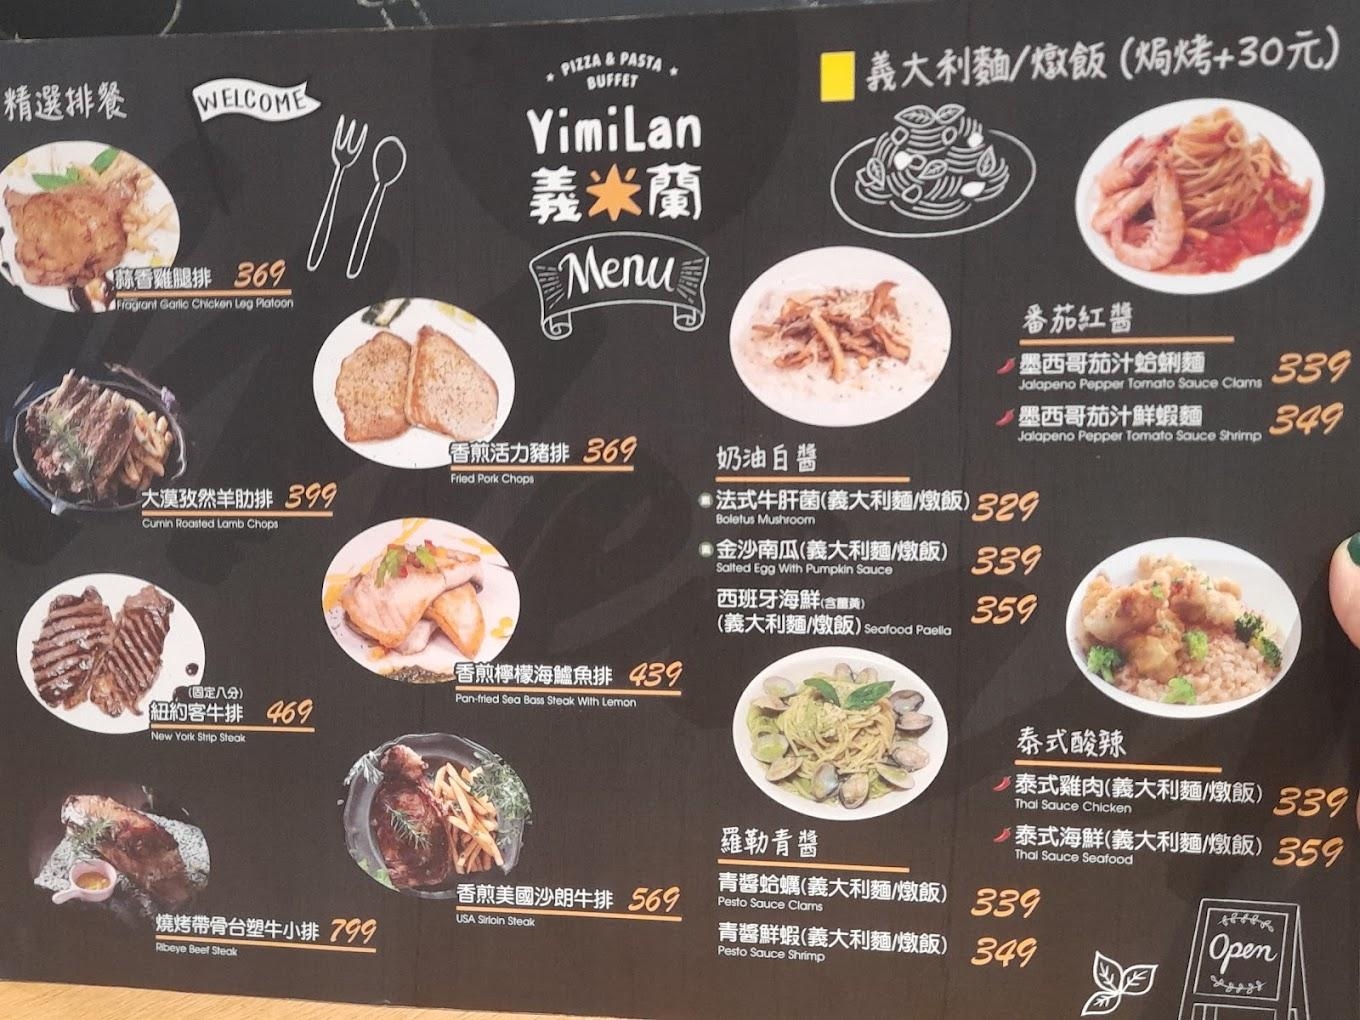 精選排餐
WELCOME
蒜香雞腿排 369
Fragrant Garlic Chicken Leg Platoon
大漠孜然羊肋排 399
Cumin Roasted Lamb Chops
(固定八分)
紐約客牛排 469
New York Strip Steak
燒烤帶骨台塑牛小排 799
Ribeye Beef Steak
香煎活力豬排 369
Fried Pork Chops
香煎檸檬海鱸魚排 439
Pan-fried Sea Bass Steak With Lemon
香煎美國沙朗牛排 569
USA Sirloin Steak
PIZZA & PASTA
BUFFET
YimiLan
義米蘭
Menu
義大利麵/燉飯 (焗烤+30元)
奶油白醬
法式牛肝菌(義大利麵/燉飯) 329
Boletus Mushroom
金沙南瓜(義大利麵/燉飯) 339
Salted Egg With Pumpkin Sauce
西班牙海鮮(含薑黃) 359
(義大利麵/燉飯) Seafood Paella
羅勒青醬
青醬蛤蠣(義大利麵/燉飯) 339
Pesto Sauce Clams
青醬鮮蝦(義大利麵/燉飯) 349
Pesto Sauce Shrimp
番茄紅醬
墨西哥茄汁蛤蜊麵 339
Jalapeno Pepper Tomato Sauce Clams
墨西哥茄汁鮮蝦麵 349
Jalapeno Pepper Tomato Sauce Shrimp
泰式酸辣
泰式雞肉(義大利麵/燉飯) 339
Thai Sauce Chicken
泰式海鮮(義大利麵/燉飯) 359
Thai Sauce Seafood
Open